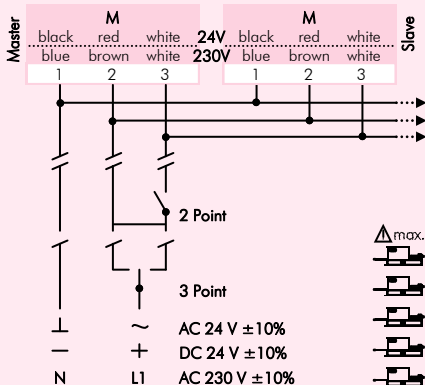 Master
M
M
Slave
black red white 24V black red white
blue brown white 230V blue brown white
1 2 3 1 2 3
2 Point
max.
3 Point
⊥ ~ AC 24 V ±10%
− + DC 24 V ±10%
N L1 AC 230 V ±10%